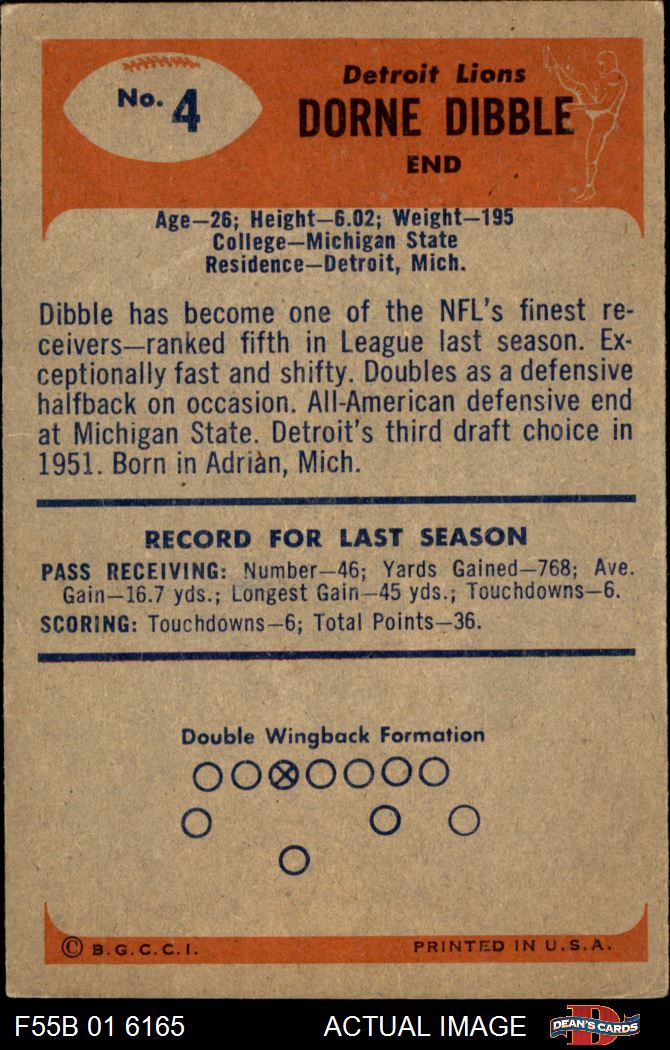 No. 4
Detroit Lions
DORNE DIBBLE
END
Age—26; Height—6.02; Weight—195
College—Michigan State
Residence—Detroit, Mich.
Dibble has become one of the NFL's finest re-
ceivers—ranked fifth in League last season. Ex-
ceptionally fast and shifty. Doubles as a defensive
halfback on occasion. All-American defensive end
at Michigan State. Detroit's third draft choice in
1951. Born in Adrian, Mich.
RECORD FOR LAST SEASON
PASS RECEIVING: Number—46; Yards Gained—768; Ave.
Gain—16.7 yds.; Longest Gain—45 yds.; Touchdowns—6.
SCORING: Touchdowns—6; Total Points—36.
Double Wingback Formation
© B.G.C.C.I. PRINTED IN U.S.A.
F55B 01 6165 ACTUAL IMAGE D DEAN'S CARDS